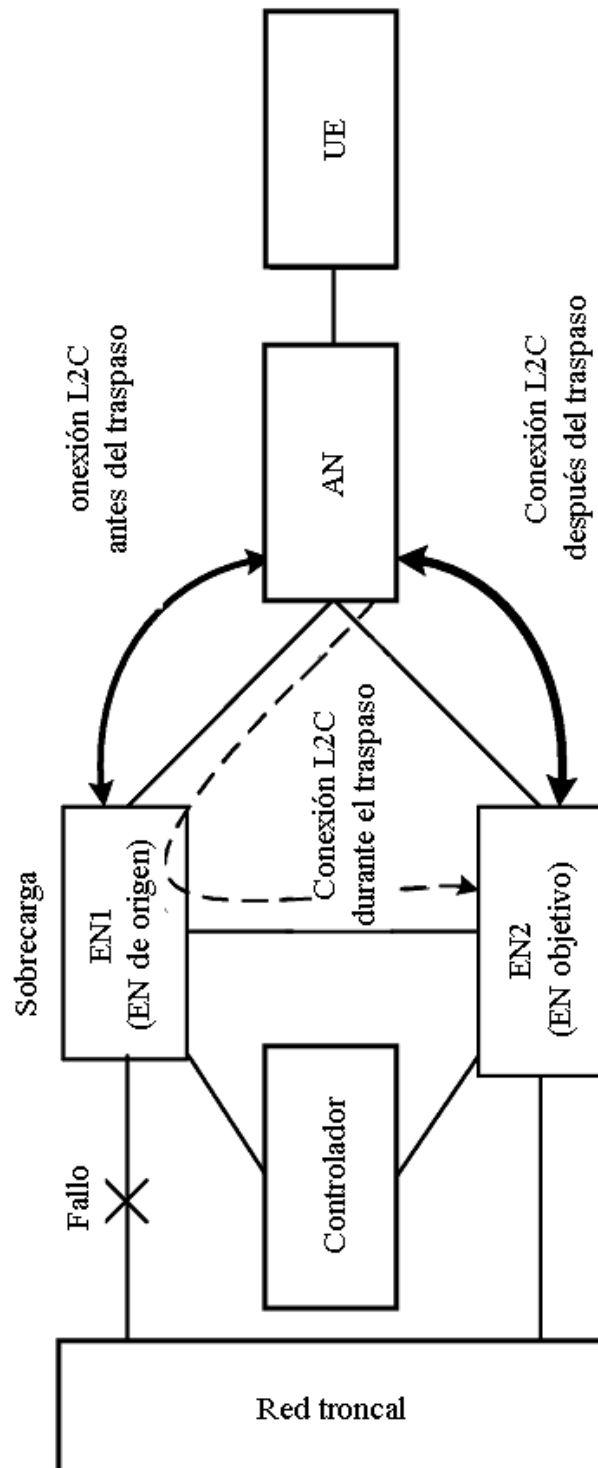 Sobrecarga
Fallo
EN1
(EN de origen)
onexión L2C
antes del traspaso
Red troncal
Controlador
Conexión L2C
durante el traspaso
AN
UE
EN2
(EN objetivo)
Conexión L2C
después del traspaso